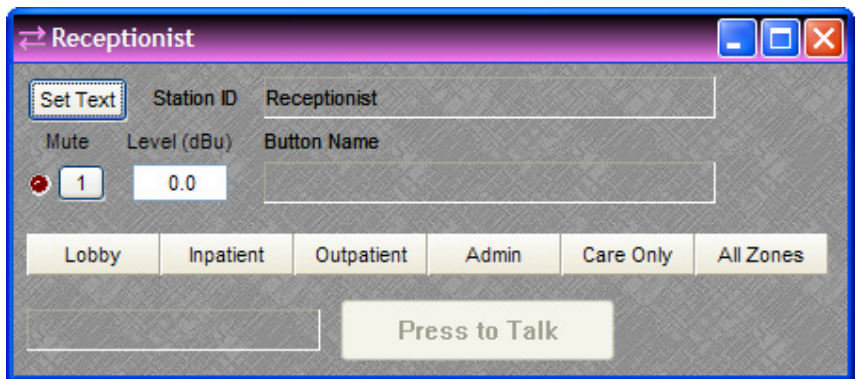 Receptionist
Set Text Station ID Receptionist
Mute Level (dBu) Button Name
1 0.0
Lobby Inpatient Outpatient Admin Care Only All Zones
Press to Talk